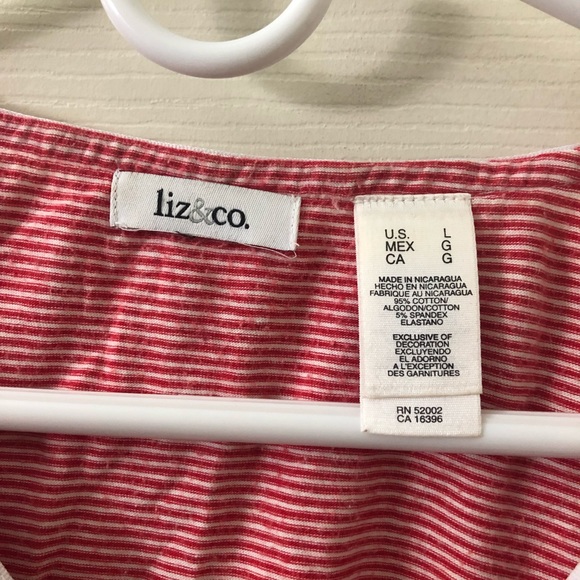 liz&co.
U.S. L
MEX G
CA G
MADE IN NICARAGUA
HECHO EN NICARAGUA
FABRIQUE AU NICARAGUA
95% COTTON/
ALGODON/COTTON
5% SPANDEX
ELASTANO
EXCLUSIVE OF
DECORATION
EXCLUYENDO
EL ADORNO
A L'EXCEPTION
DES GARNITURES
RN 52002
CA 16396